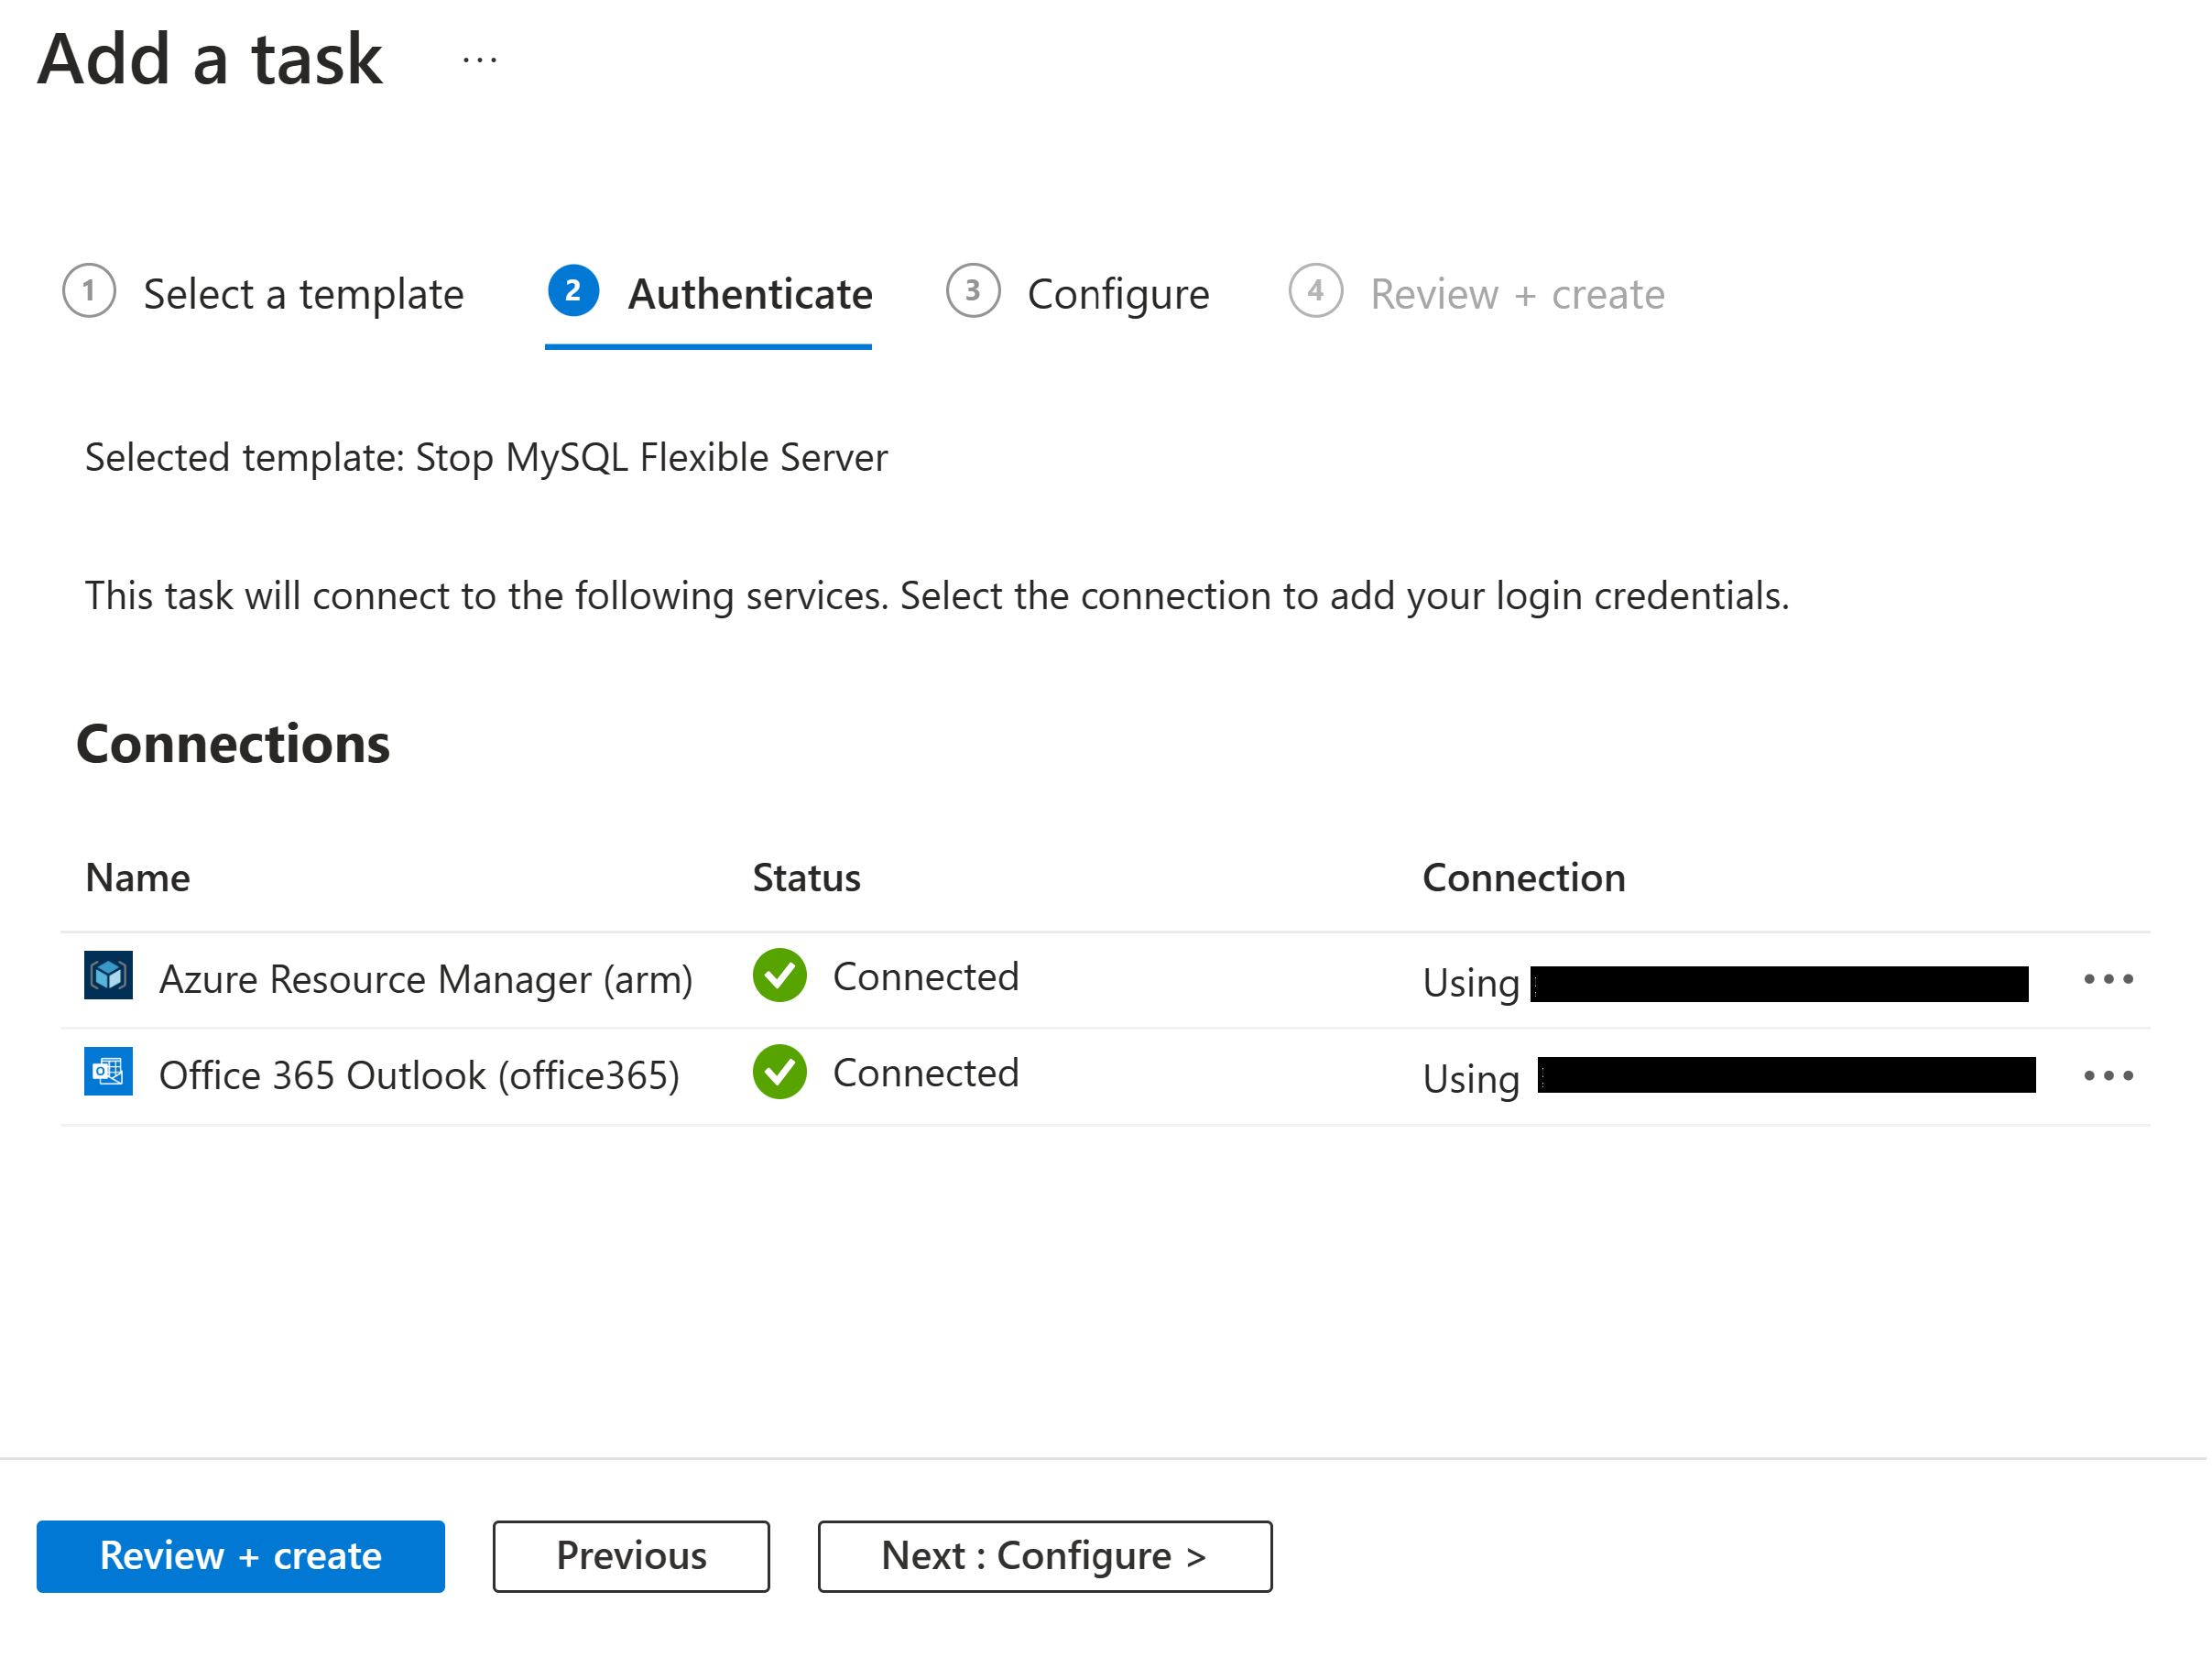 Add a task ...
1 Select a template 2 Authenticate 3 Configure 4 Review + create
Selected template: Stop MySQL Flexible Server
This task will connect to the following services. Select the connection to add your login credentials.
Connections
Name Status Connection
Azure Resource Manager (arm) Connected Using
Office 365 Outlook (office365) Connected Using
Review + create Previous Next : Configure >